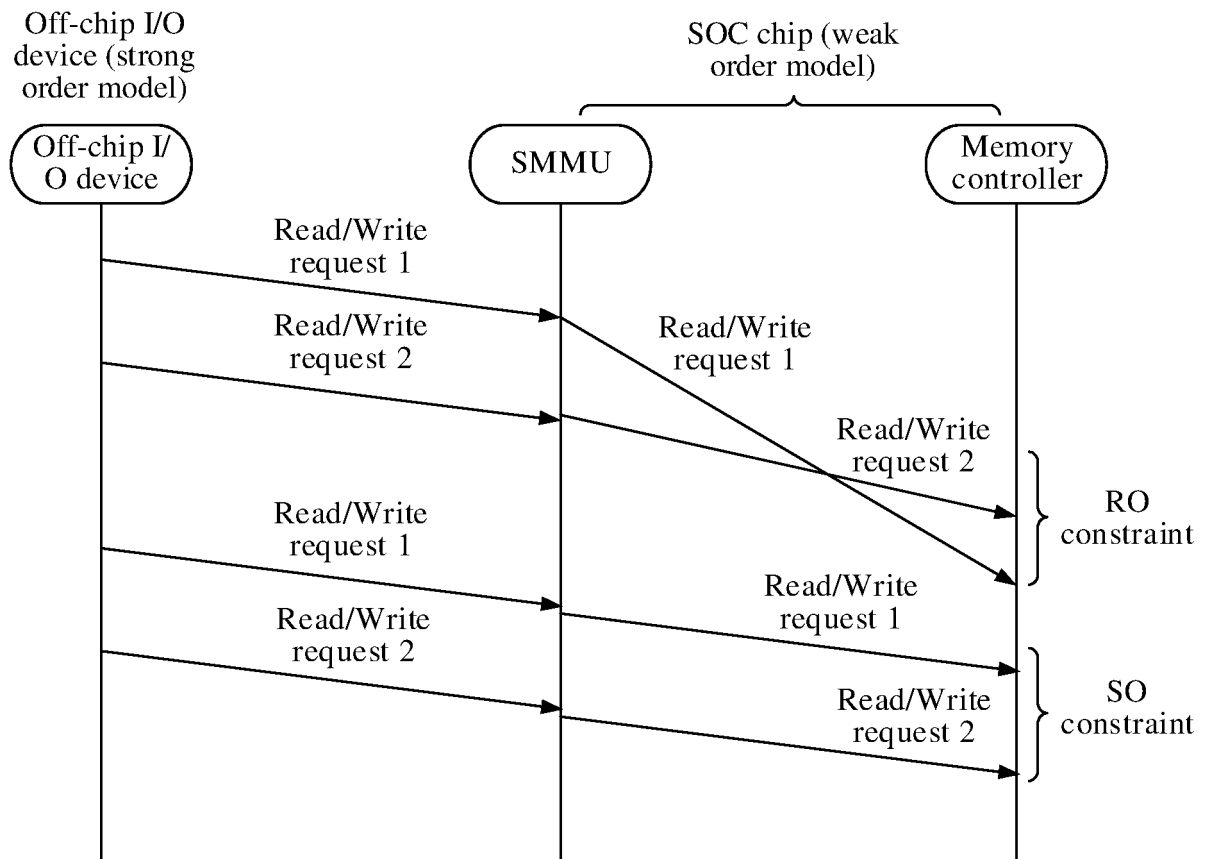 Off-chip I/O
device (strong
order model)
SOC chip (weak
order model)
Off-chip I/
O device
SMMU
Memory
controller
Read/Write
request 1
Read/Write
request 2
Read/Write
request 1
Read/Write
request 2
RO
constraint
Read/Write
request 1
Read/Write
request 1
Read/Write
request 2
Read/Write
request 2
SO
constraint